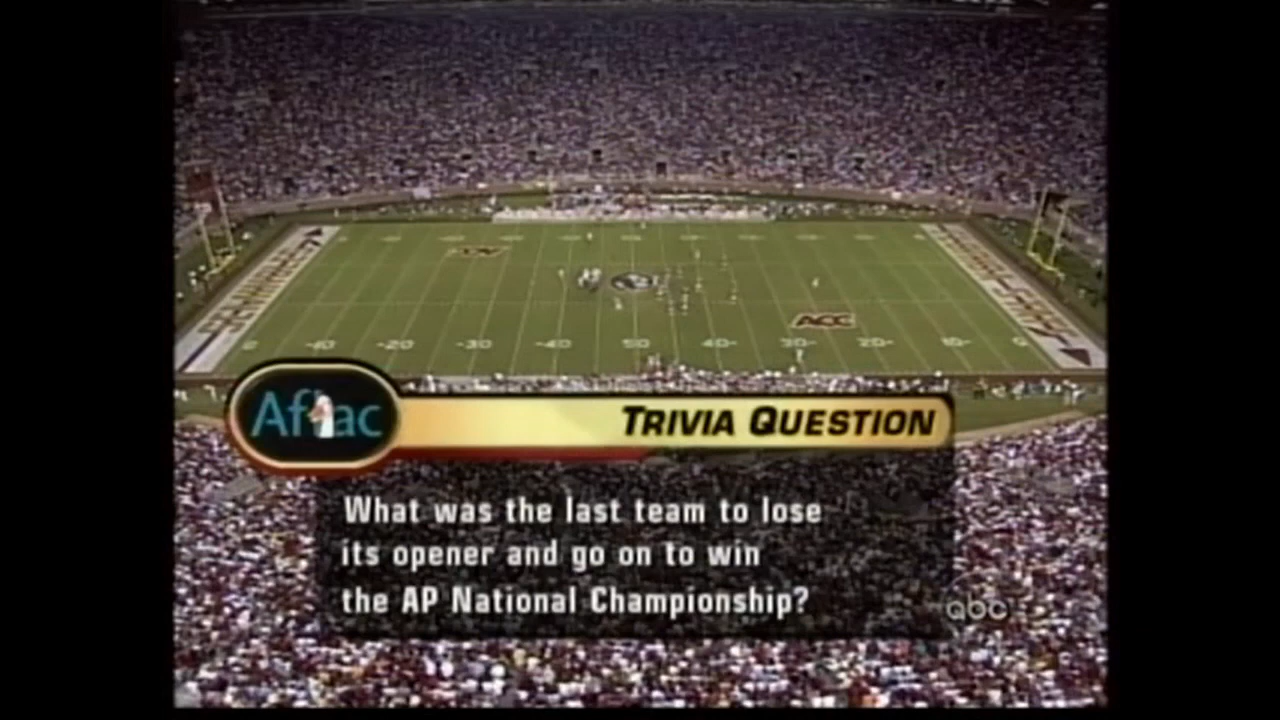 ACC
Aflac
TRIVIA QUESTION
What was the last team to lose
its opener and go on to win
the AP National Championship?
abc